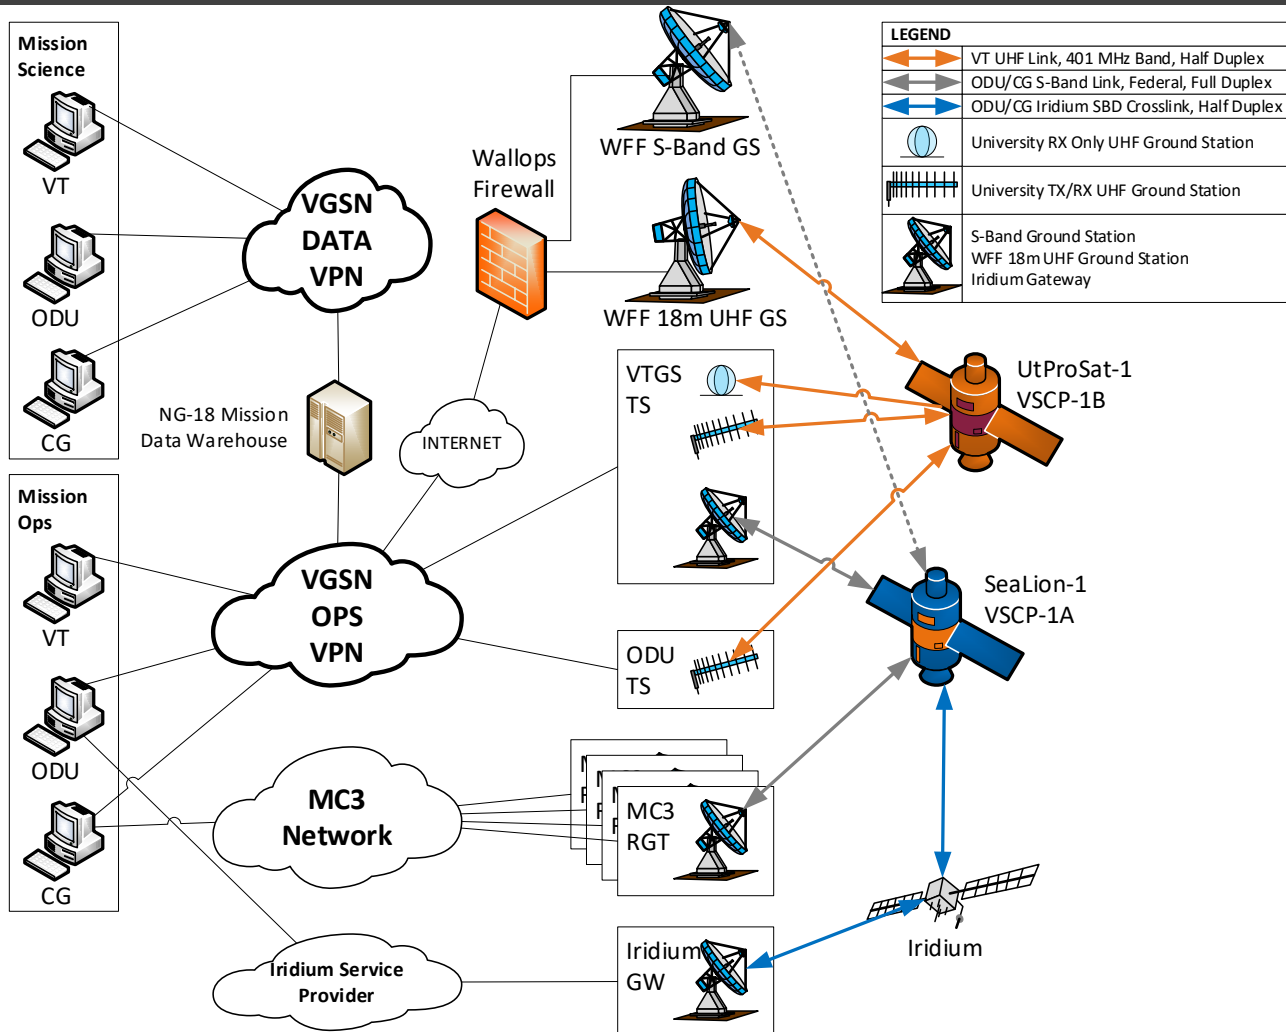 Mission
Science
VT
ODU
CG
VGSN
DATA
VPN
NG-18 Mission
Data Warehouse
Wallops
Firewall
INTERNET
WFF S-Band GS
WFF 18m UHF GS
LEGEND
VT UHF Link, 401 MHz Band, Half Duplex
ODU/CG S-Band Link, Federal, Full Duplex
ODU/CG Iridium SBD Crosslink, Half Duplex
University RX Only UHF Ground Station
University TX/RX UHF Ground Station
S-Band Ground Station
WFF 18m UHF Ground Station
Iridium Gateway
VTGS
TS
UtProSat-1
VSCP-1B
Mission
Ops
VT
ODU
CG
VGSN
OPS
VPN
ODU
TS
SeaLion-1
VSCP-1A
MC3
Network
MC3
RGT
Iridium Service
Provider
Iridium
GW
Iridium